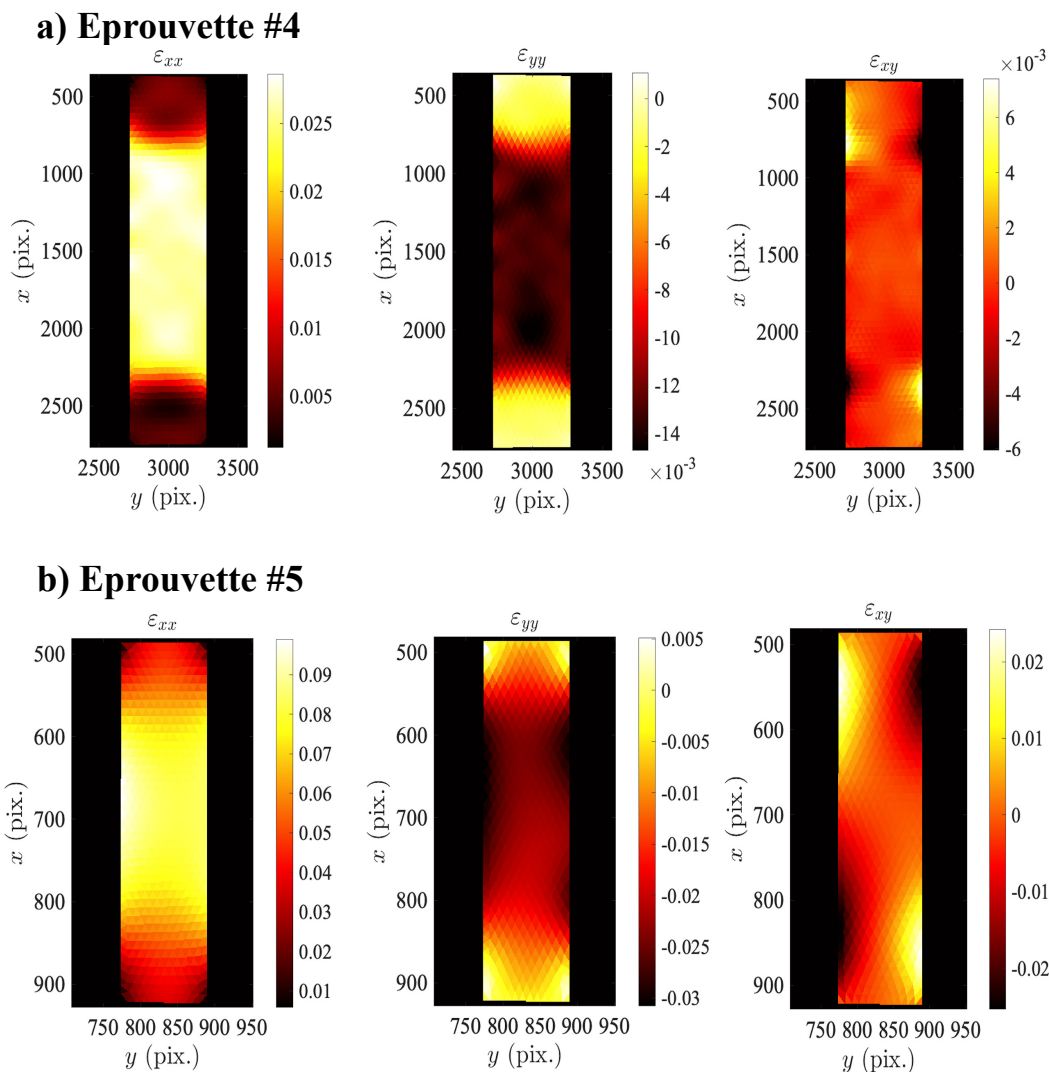 a) Eprouvette #4
εxx
εyy
εxy
×10⁻³
500
1000
1500
2000
2500
x (pix.)
2500 3000 3500
y (pix.)
0.025
0.02
0.015
0.01
0.005
500
1000
1500
2000
2500
x (pix.)
2500 3000 3500
y (pix.)
0
-2
-4
-6
-8
-10
-12
-14
×10⁻³
500
1000
1500
2000
2500
x (pix.)
2500 3000 3500
y (pix.)
6
4
2
0
-2
-4
-6
b) Eprouvette #5
εxx
εyy
εxy
500
600
700
800
900
x (pix.)
750 800 850 900 950
y (pix.)
0.09
0.08
0.07
0.06
0.05
0.04
0.03
0.02
0.01
500
600
700
800
900
x (pix.)
750 800 850 900 950
y (pix.)
0.005
0
-0.005
-0.01
-0.015
-0.02
-0.025
-0.03
500
600
700
800
900
x (pix.)
750 800 850 900 950
y (pix.)
0.02
0.01
0
-0.01
-0.02